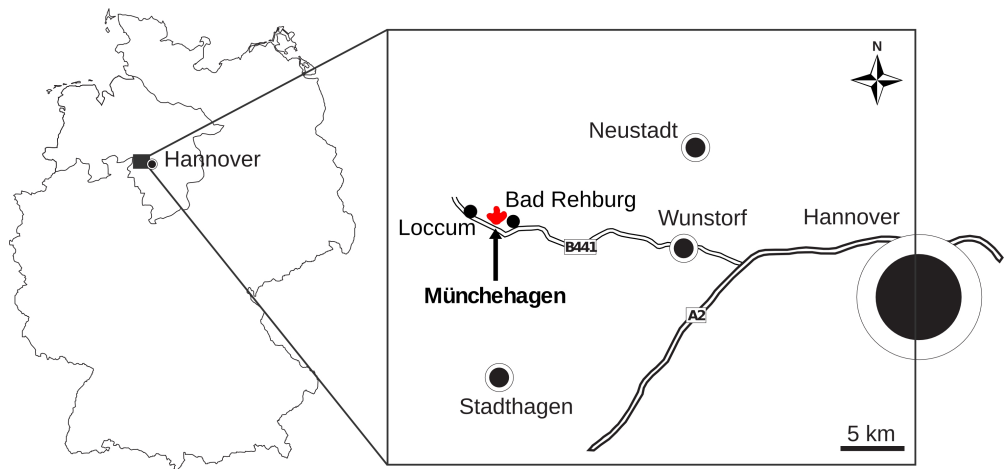 N
Neustadt
Hannover
Bad Rehburg
Wunstorf
Hannover
Loccum
B441
Münchehagen
A2
Stadthagen
5 km